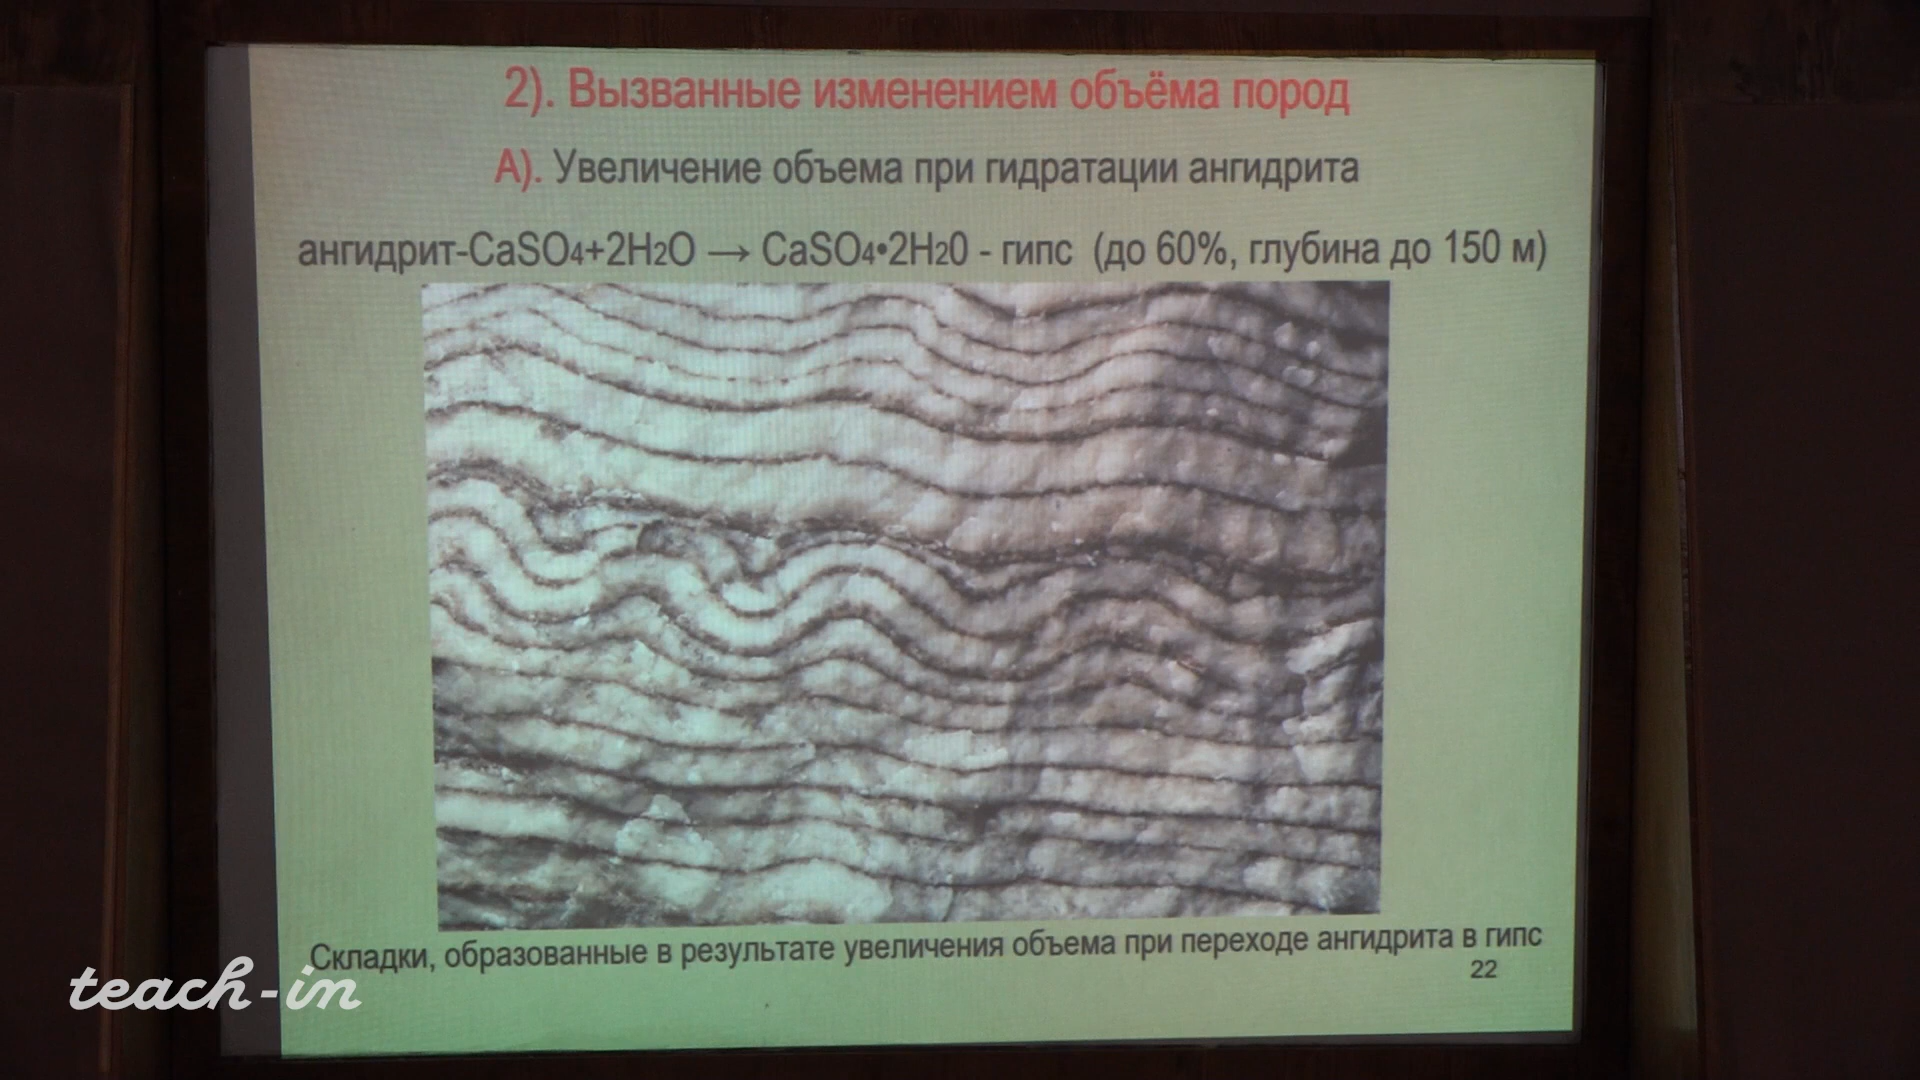 2). Вызванные изменением объёма пород
А). Увеличение объема при гидратации ангидрита
ангидрит-CaSO4+2H2O → CaSO4•2H20 - гипс (до 60%, глубина до 150 м)
Складки, образованные в результате увеличения объема при переходе ангидрита в гипс
22
teach-in